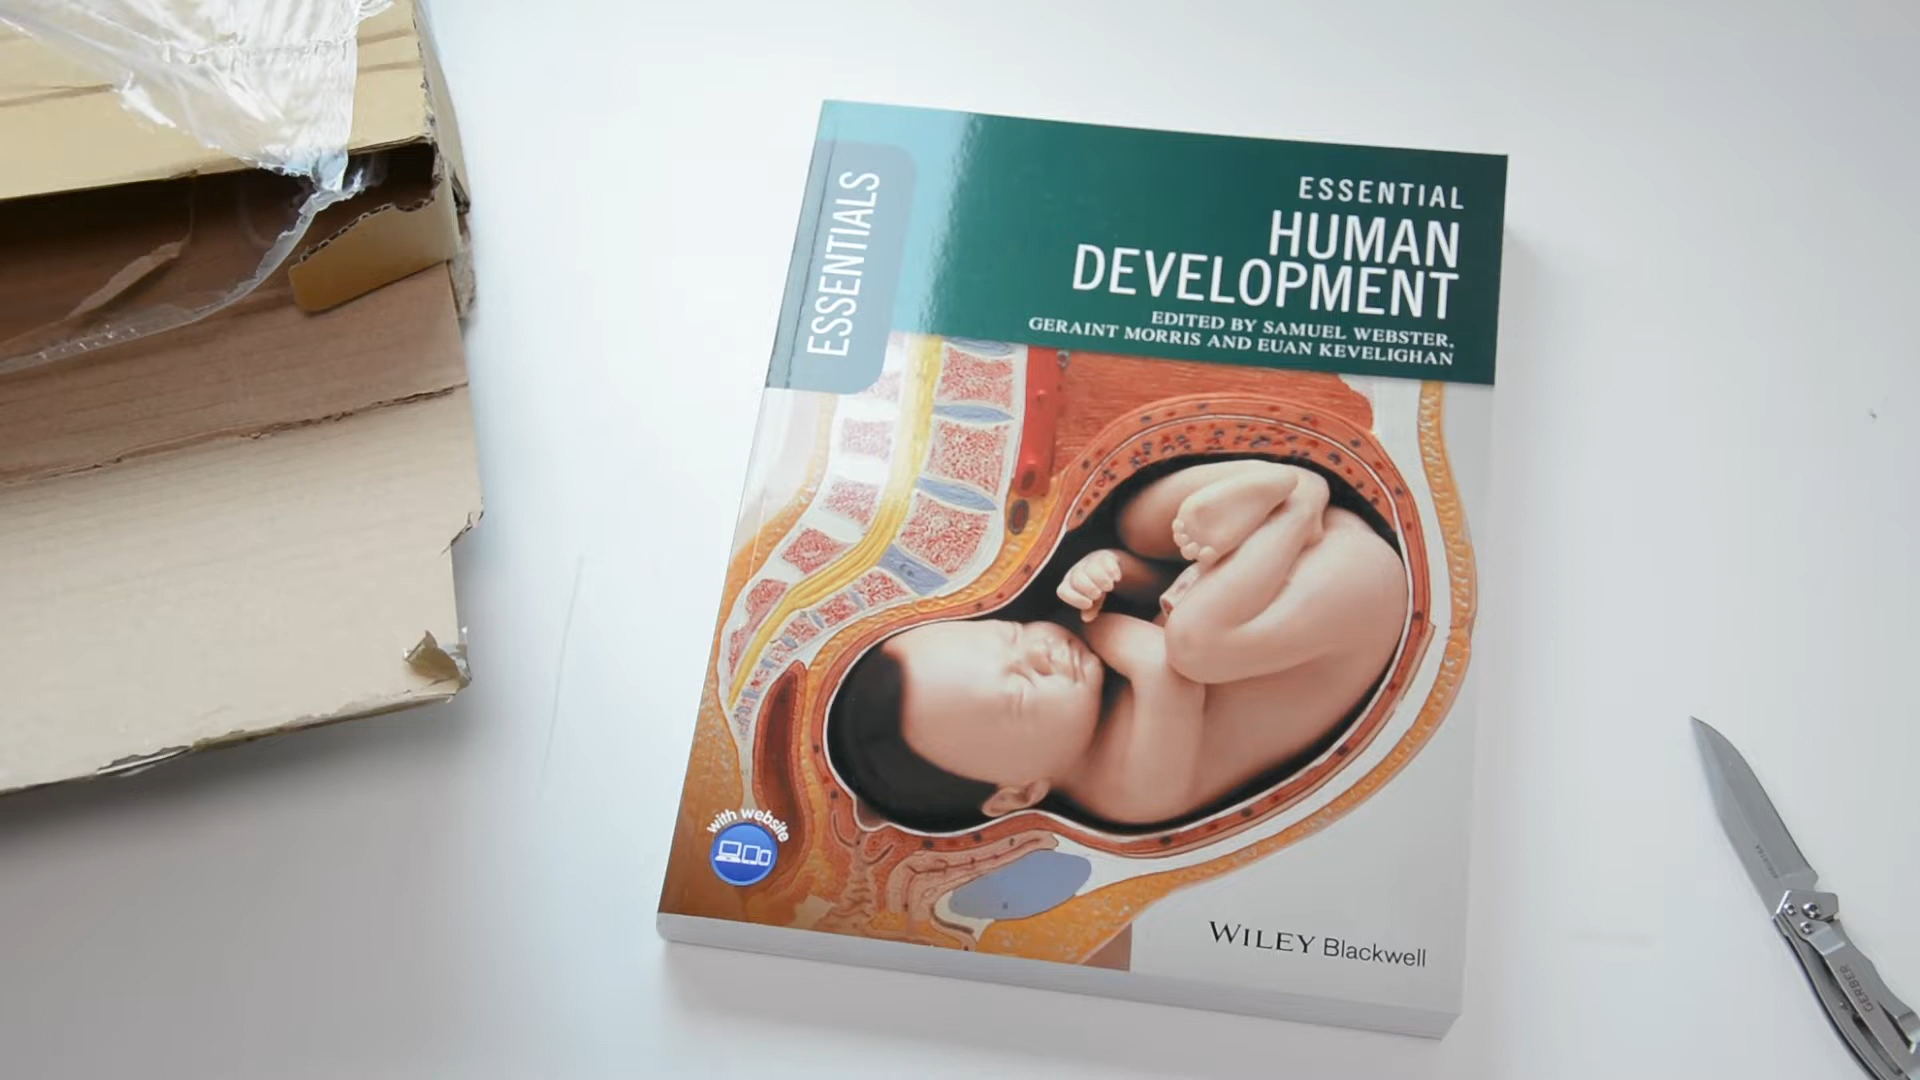 ESSENTIALS
ESSENTIAL
HUMAN
DEVELOPMENT
EDITED BY SAMUEL WEBSTER,
GERAINT MORRIS AND EUAN KEVELIGHAN
with website
WILEY Blackwell
GERBER